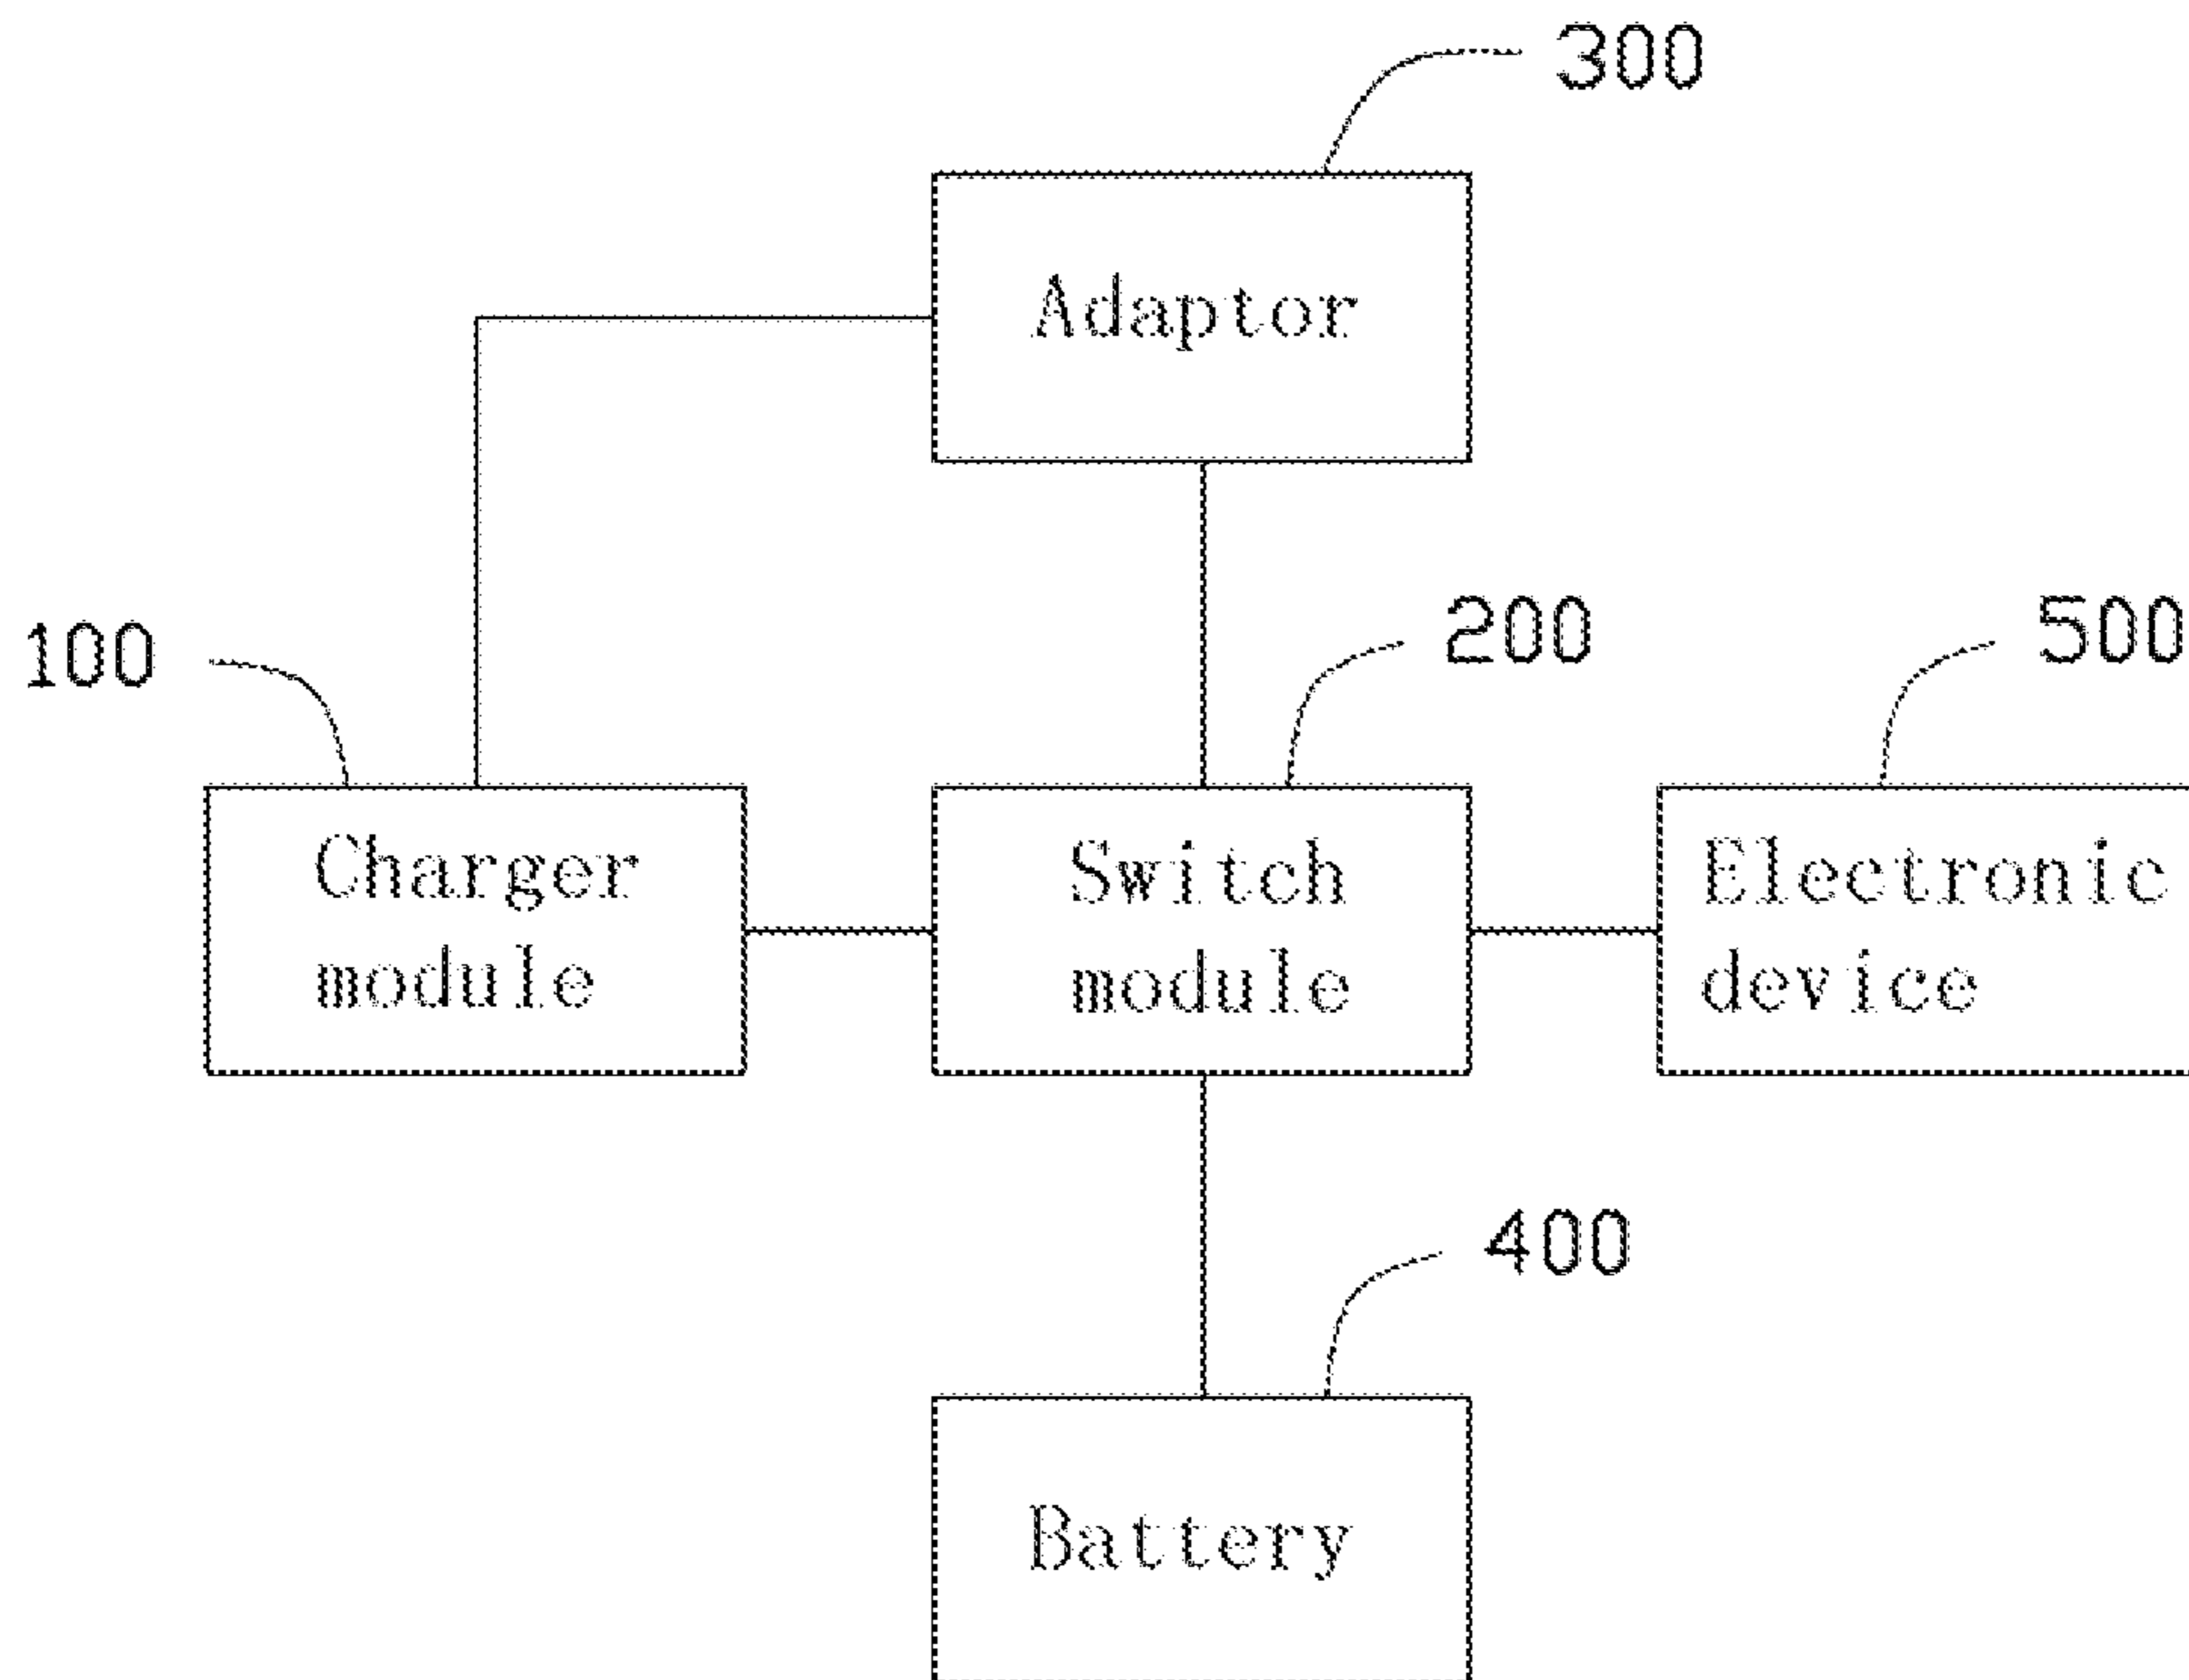 300
Adaptor
100
200
500
Charger
module
Switch
module
Electronic
device
400
Battery